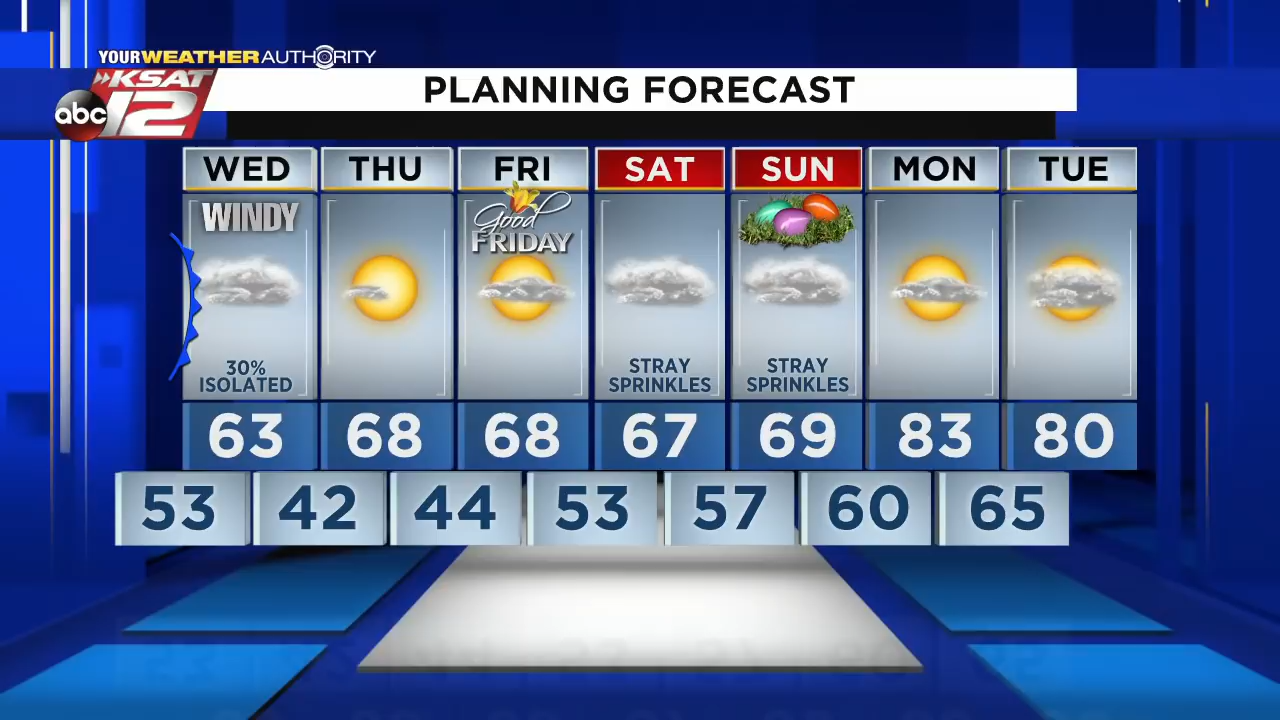 YOURWEATHERAUTHORITY
KSAT
abc 12
PLANNING FORECAST
WED THU FRI SAT SUN MON TUE
WINDY
Good
FRIDAY
30%
ISOLATED
STRAY
SPRINKLES
STRAY
SPRINKLES
63 68 68 67 69 83 80
53 42 44 53 57 60 65